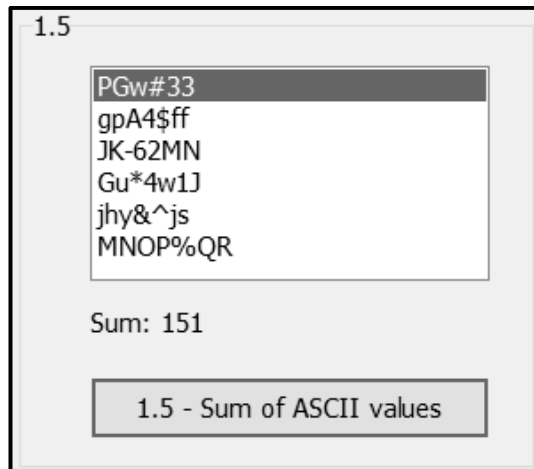 1.5
PGw#33
gpA4$ff
JK-62MN
Gu*4w1J
jhy&^js
MNOP%QR
Sum: 151
1.5 - Sum of ASCII values